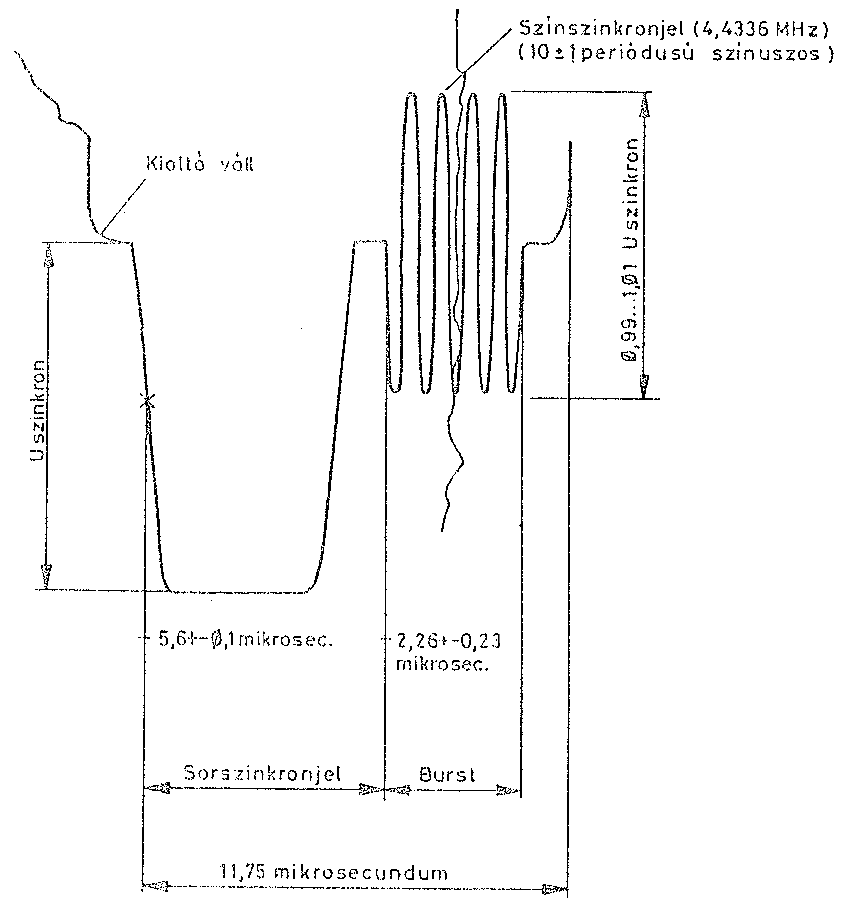 Színszinkronjel (4,4336 MHz)
(10±1 periódusú színuszos)
Kioltó váll
0,99...1,01 U szinkron
U szinkron
5,6+-0,1 mikrosec.
2,26+-0,23
mikrosec.
Sorszinkronjel
Burst
11,75 mikrosecundum